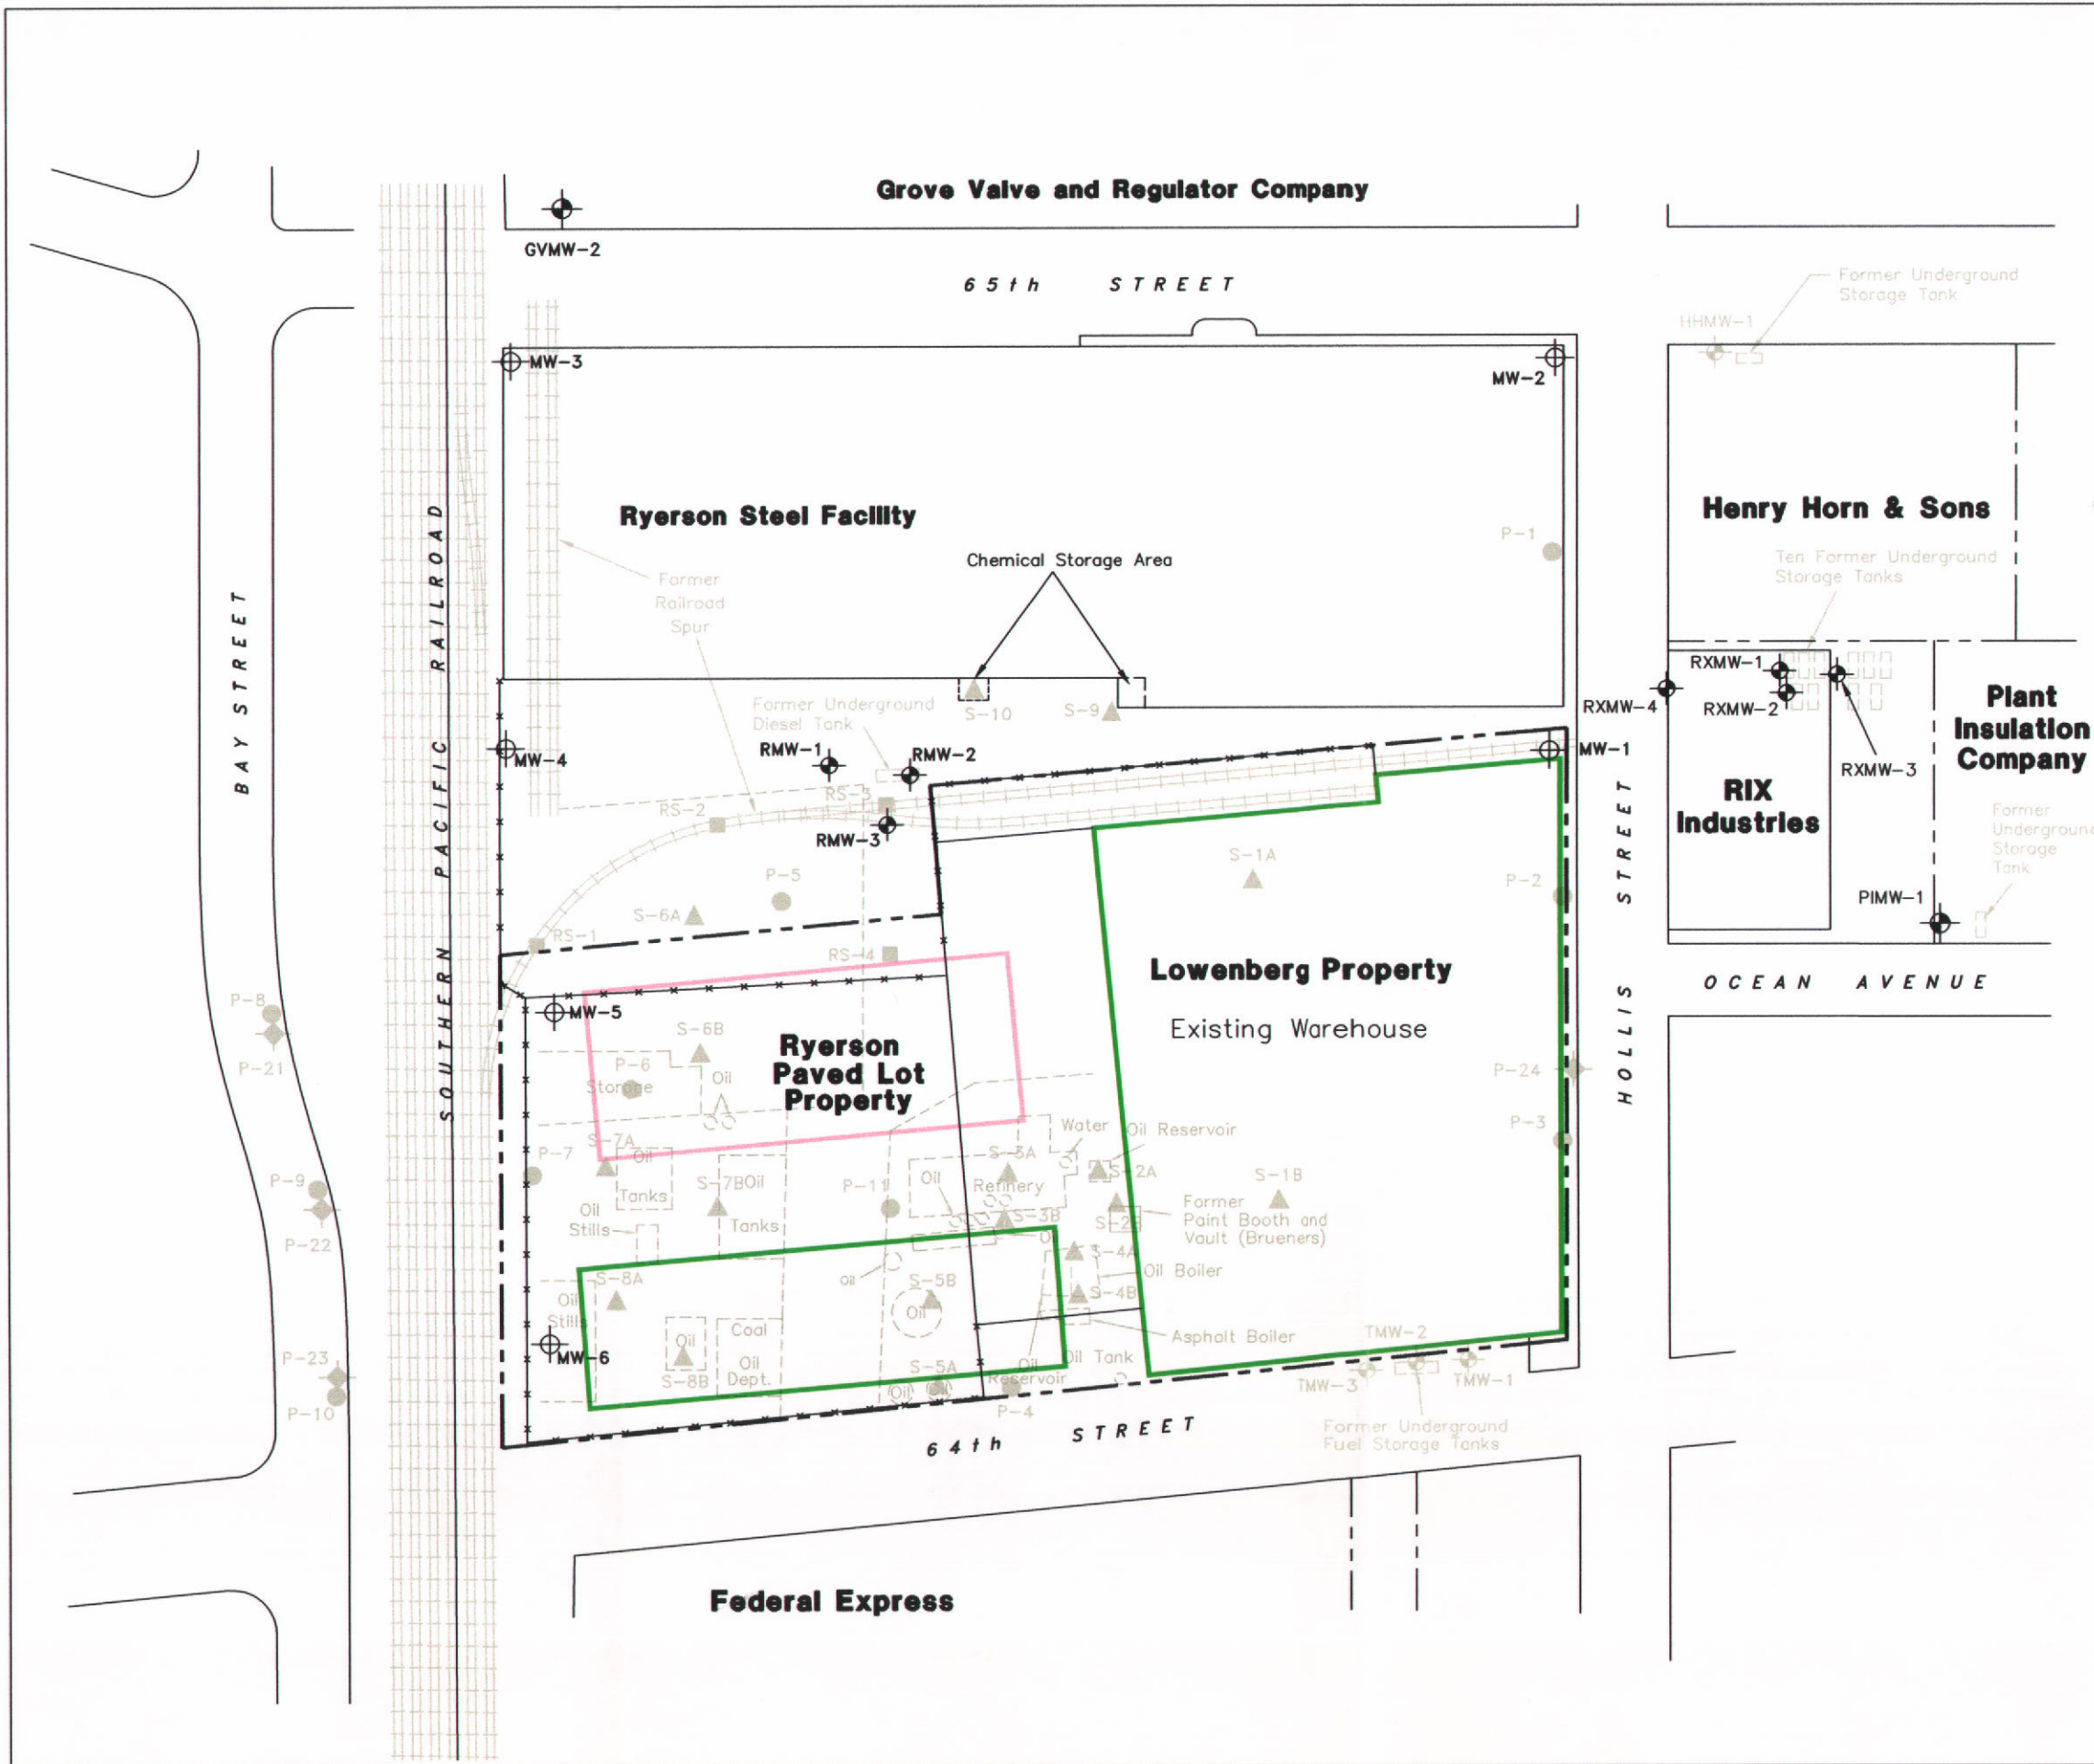 Grove Valve and Regulator Company
GVMW-2
65th STREET
Former Underground
Storage Tank
HHMW-1
MW-3
MW-2
Ryerson Steel Facility
Henry Horn & Sons
P-1
Chemical Storage Area
Ten Former Underground
Storage Tanks
Former
Railroad
Spur
BAY STREET
SOUTHERN PACIFIC RAILROAD
RXMW-1
RXMW-4
RXMW-2
RXMW-3
Plant
Insulation
Company
S-10
S-9
Former Underground
Diesel Tank
RMW-1
RMW-2
MW-4
MW-1
RIX
Industries
RS-2
RS-3
RMW-3
Former
Underground
Storage
Tank
HOLLIS STREET
S-1A
P-5
P-2
PIMW-1
S-6A
RS-1
RS-4
Lowenberg Property
OCEAN AVENUE
P-8
MW-5
Existing Warehouse
S-6B
Ryerson
Paved Lot
Property
P-21
P-6
Storage
Oil
P-24
Water
Oil Reservoir
P-3
S-7A
P-7
Oil
Tanks
S-7B
Oil
Tanks
P-11
S-3A
Oil
Refinery
S-2A
S-1B
P-9
Oil
Stills
Former
Paint Booth and
Vault (Brueners)
S-3B
P-22
S-4A
Oil
Oil Boiler
S-8A
S-5B
S-4B
Oil
Stills
Oil
Coal
Oil
Asphalt Boiler
TMW-2
MW-6
P-23
S-8B
Oil
Dept.
S-5A
Oil
Oil
Oil
Reservoir
Oil Tank
TMW-3
TMW-1
P-10
P-4
64th STREET
Former Underground
Fuel Storage Tanks
Federal Express